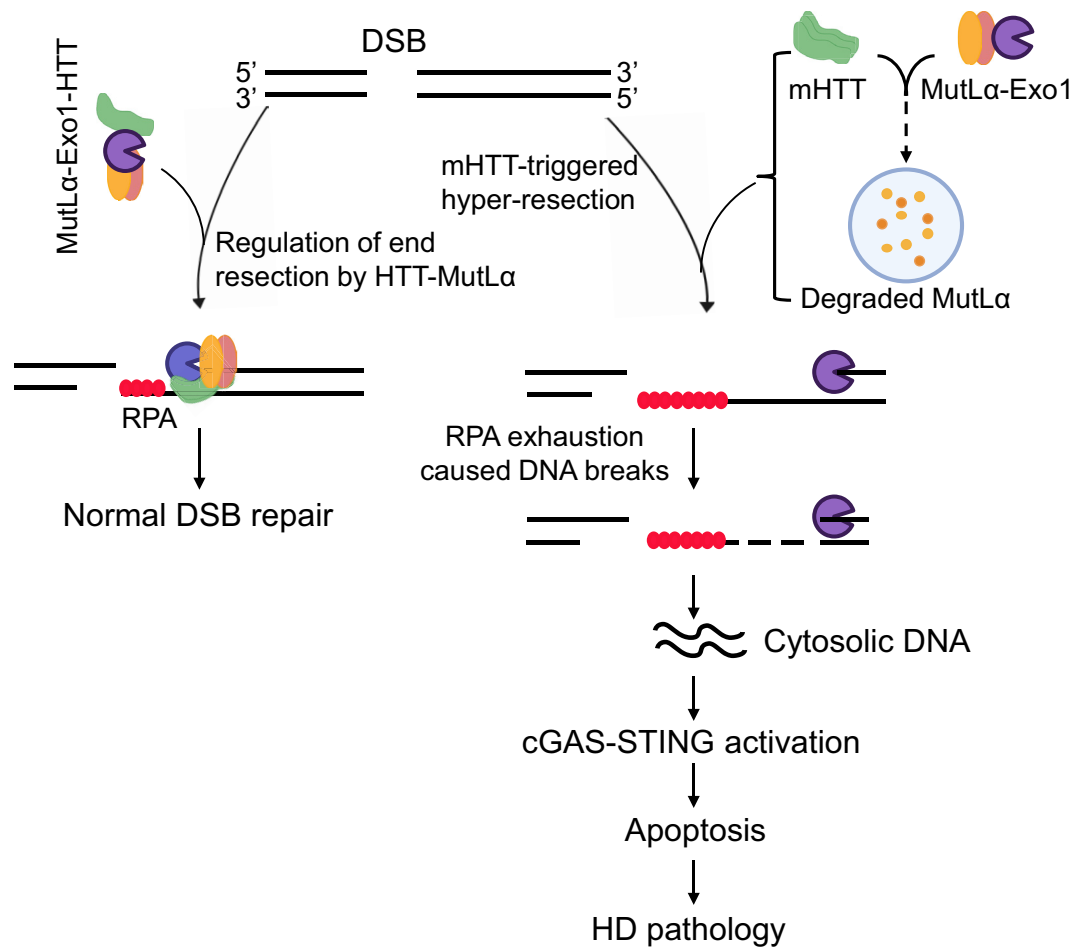 DSB
5’
3’
3’
5’
MutLα-Exo1-HTT
mHTT
MutLα-Exo1
mHTT-triggered
hyper-resection
Regulation of end
resection by HTT-MutLα
Degraded MutLα
RPA
Normal DSB repair
RPA exhaustion
caused DNA breaks
Cytosolic DNA
cGAS-STING activation
Apoptosis
HD pathology